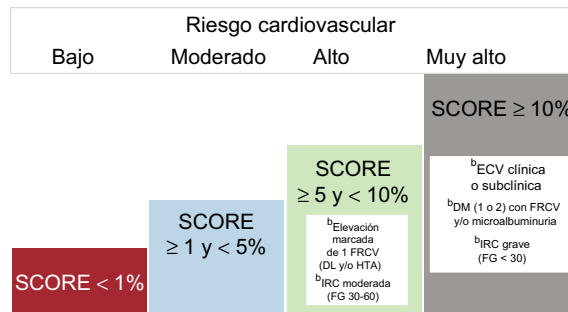 Riesgo cardiovascular
Bajo Moderado Alto Muy alto
SCORE < 1%
SCORE
≥ 1 y < 5%
SCORE
≥ 5 y < 10%
bElevación
marcada
de 1 FRCV
(DL y/o HTA)
bIRC moderada
(FG 30-60)
SCORE ≥ 10%
bECV clínica
o subclínica
bDM (1 o 2) con FRCV
y/o microalbuminuria
bIRC grave
(FG < 30)